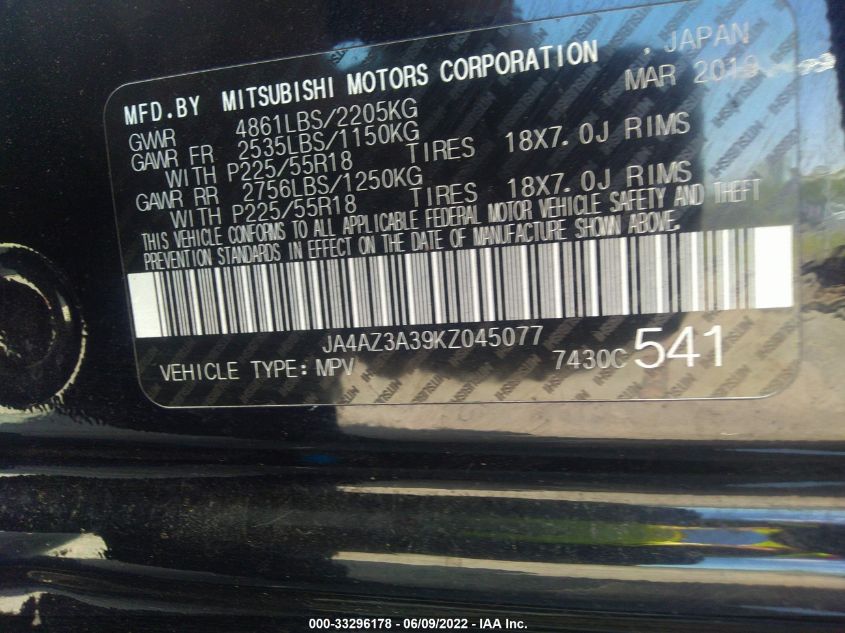 MFD.BY MITSUBISHI MOTORS CORPORATION , JAPAN
MAR 2019
GVWR 4861LBS/2205KG
GAWR FR 2535LBS/1150KG
WITH P225/55R18 TIRES 18X7.0J RIMS
GAWR RR 2756LBS/1250KG
WITH P225/55R18 TIRES 18X7.0J RIMS
THIS VEHICLE CONFORMS TO ALL APPLICABLE FEDERAL MOTOR VEHICLE SAFETY AND THEFT
PREVENTION STANDARDS IN EFFECT ON THE DATE OF MANUFACTURE SHOWN ABOVE.
JA4AZ3A39KZ045077
VEHICLE TYPE: MPV 7430C 541
000-33296178 - 06/09/2022 - IAA Inc.